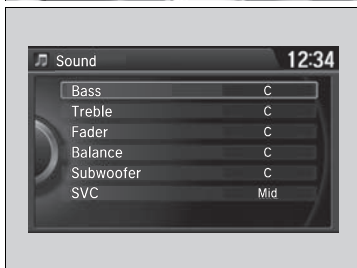 Sound 12:34
Bass C
Treble C
Fader C
Balance C
Subwoofer C
SVC Mid